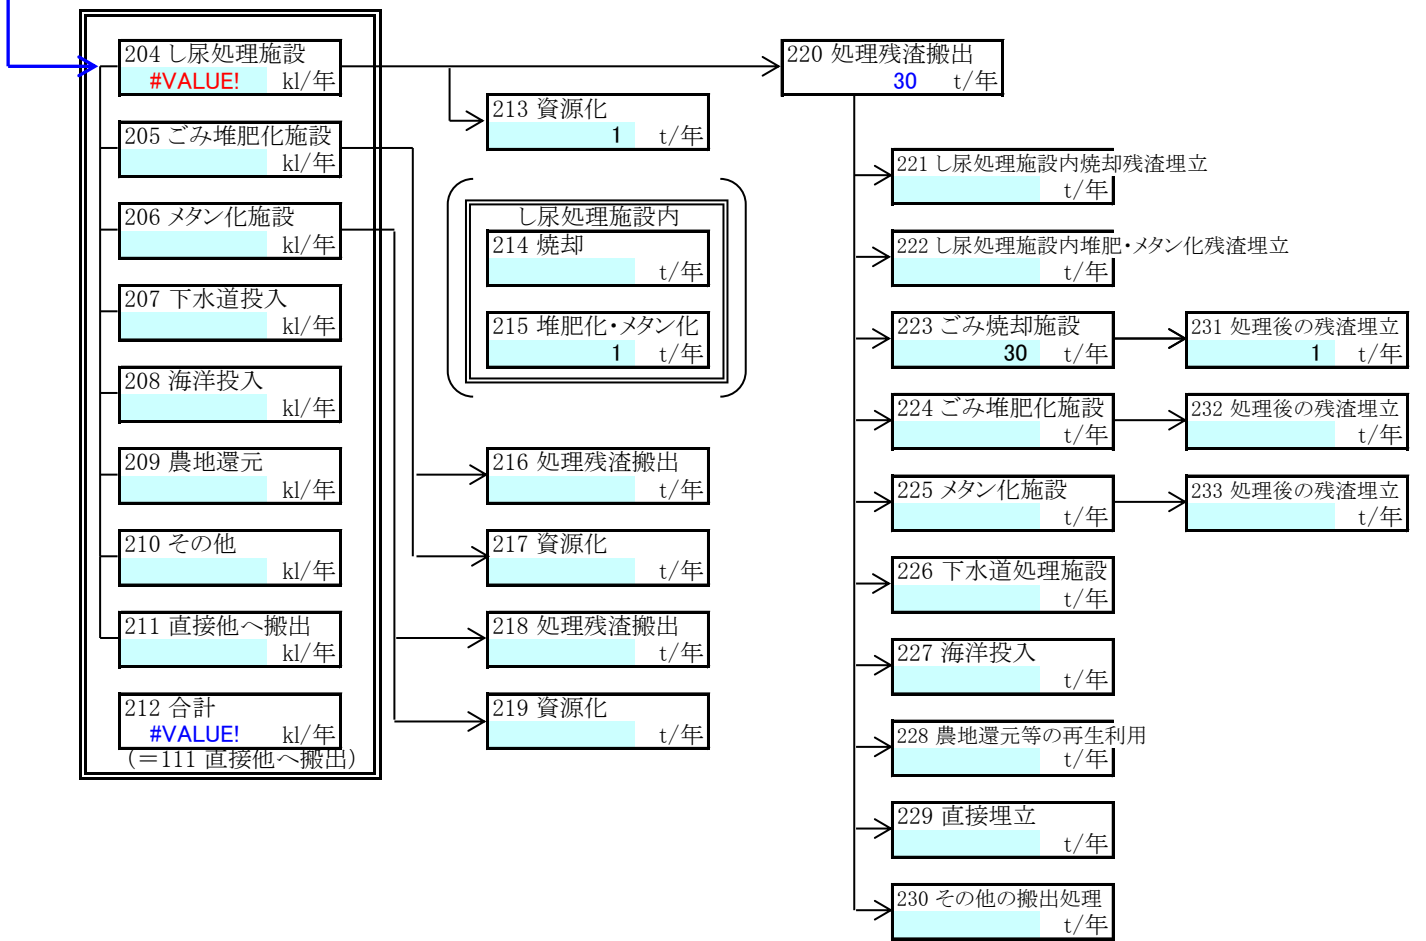 204 し尿処理施設
#VALUE! kl/年
205 ごみ堆肥化施設
kl/年
206 メタン化施設
kl/年
207 下水道投入
kl/年
208 海洋投入
kl/年
209 農地還元
kl/年
210 その他
kl/年
211 直接他へ搬出
kl/年
212 合計
#VALUE! kl/年
(＝111 直接他へ搬出)
213 資源化
1 t/年
し尿処理施設内
214 焼却
t/年
215 堆肥化・メタン化
1 t/年
216 処理残渣搬出
t/年
217 資源化
t/年
218 処理残渣搬出
t/年
219 資源化
t/年
220 処理残渣搬出
30 t/年
221 し尿処理施設内焼却残渣埋立
t/年
222 し尿処理施設内堆肥・メタン化残渣埋立
t/年
223 ごみ焼却施設
30 t/年
224 ごみ堆肥化施設
t/年
225 メタン化施設
t/年
226 下水道処理施設
t/年
227 海洋投入
t/年
228 農地還元等の再生利用
t/年
229 直接埋立
t/年
230 その他の搬出処理
t/年
231 処理後の残渣埋立
1 t/年
232 処理後の残渣埋立
t/年
233 処理後の残渣埋立
t/年